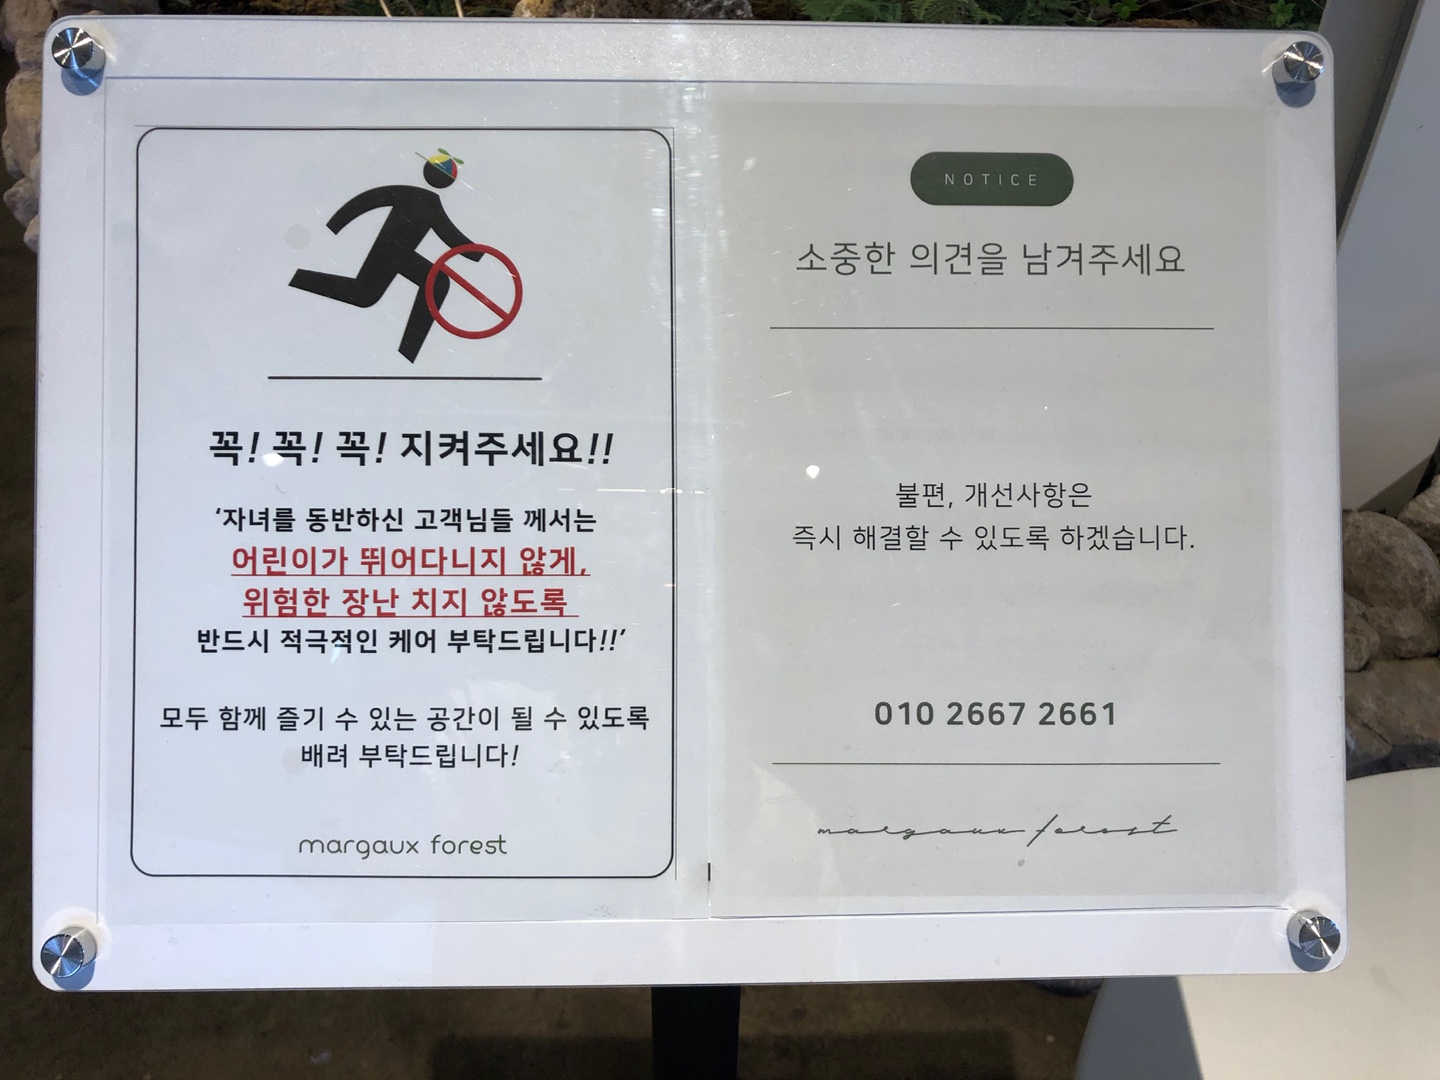 꼭! 꼭! 꼭! 지켜주세요!!
‘자녀를 동반하신 고객님들 께서는
어린이가 뛰어다니지 않게,
위험한 장난 치지 않도록
반드시 적극적인 케어 부탁드립니다!!’
모두 함께 즐기 수 있는 공간이 될 수 있도록
배려 부탁드립니다!
margaux forest
NOTICE
소중한 의견을 남겨주세요
불편, 개선사항은
즉시 해결할 수 있도록 하겠습니다.
010 2667 2661
margaux forest